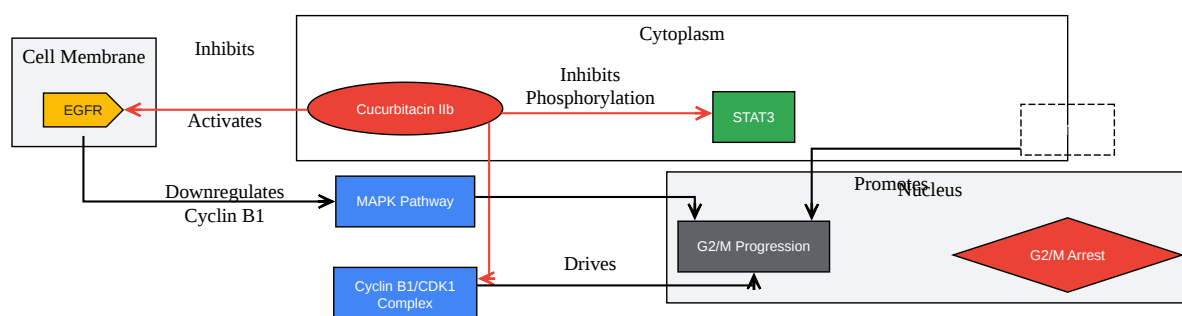 Cytoplasm
Inhibits
Cell Membrane
Inhibits
Phosphorylation
EGFR
Cucurbitacin IIb
STAT3
Activates
Promotes
Nucleus
Downregulates
Cyclin B1
MAPK Pathway
G2/M Progression
G2/M Arrest
Drives
Cyclin B1/CDK1
Complex